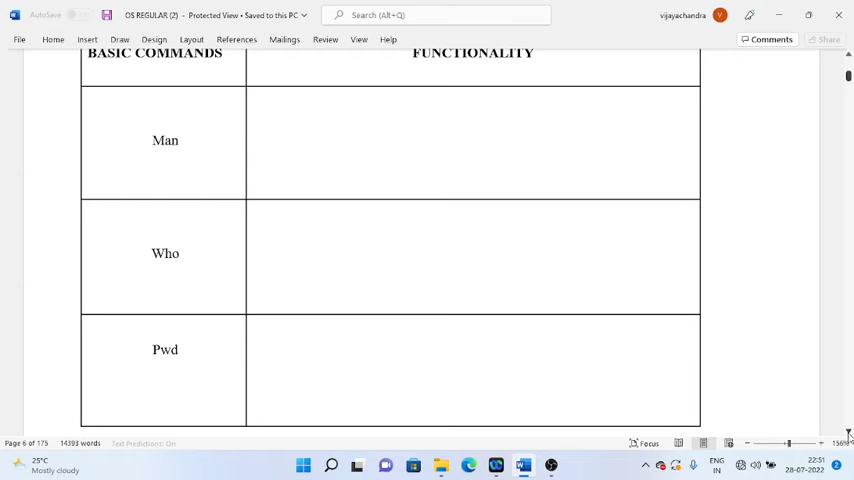 AutoSave
OS REGULAR (2) - Protected View • Saved to this PC
Search (Alt+Q)
vijayachandra
V
File Home Insert Draw Design Layout References Mailings Review View Help
Comments
Share
BASIC COMMANDS FUNCTIONALITY
Man
Who
Pwd
Page 6 of 175 14393 words Text Predictions: On
Focus
156%
25°C
Mostly cloudy
ENG
IN
22:51
28-07-2022
2